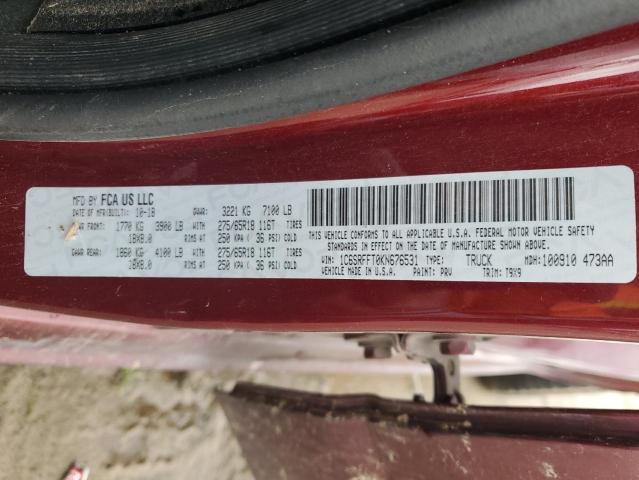 MFD BY FCA US LLC
DATE OF MFR(BUILT): 10-18 GVWR: 3221 KG 7100 LB
GAWR FRONT: 1770 KG 3900 LB WITH 275/65R18 116T TIRES
18X8.0 RIMS AT 250 KPA ( 36 PSI) COLD
GAWR REAR: 1860 KG 4100 LB WITH 275/65R18 116T TIRES
18X8.0 RIMS AT 250 KPA ( 36 PSI) COLD
THIS VEHICLE CONFORMS TO ALL APPLICABLE U.S.A. FEDERAL MOTOR VEHICLE SAFETY
STANDARDS IN EFFECT ON THE DATE OF MANUFACTURE SHOWN ABOVE.
VIN: 1C6SRFFT0KN676531 TYPE: TRUCK MDH: 100910 473AA
VEHICLE MADE IN U.S.A. PAINT: PRV TRIM: T9X9